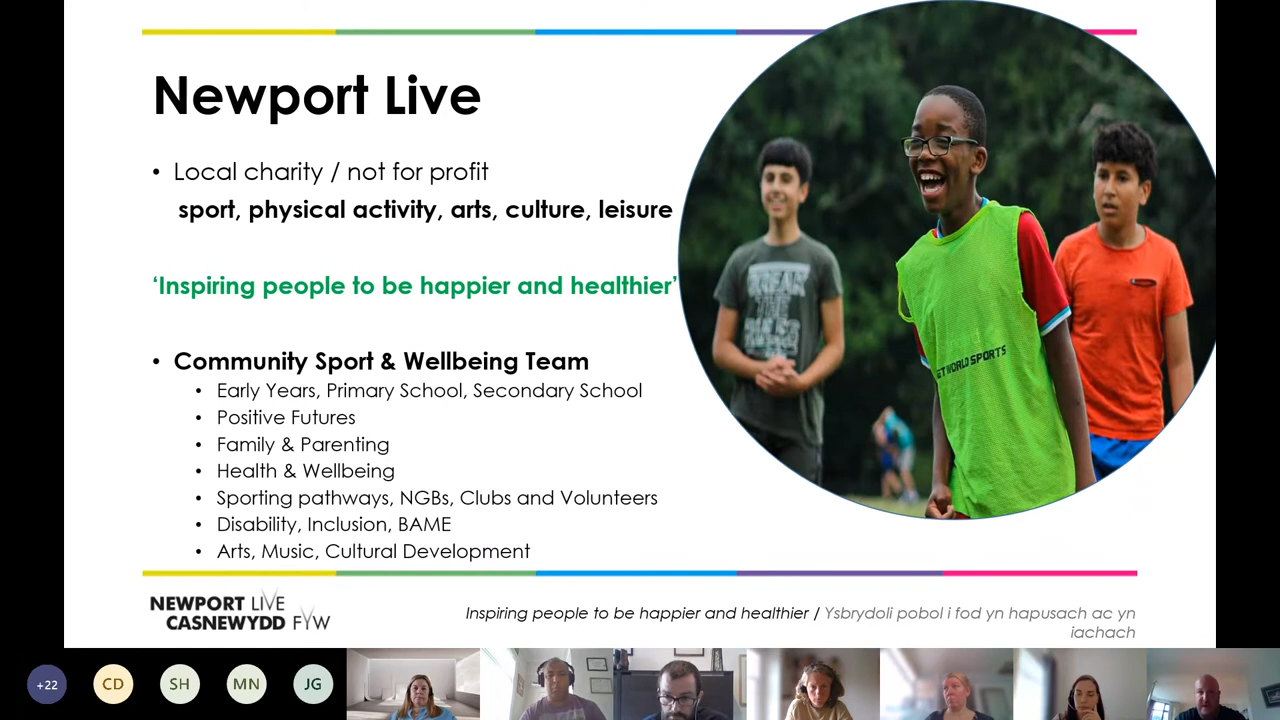 Newport Live
• Local charity / not for profit
sport, physical activity, arts, culture, leisure
‘Inspiring people to be happier and healthier’
• Community Sport & Wellbeing Team
• Early Years, Primary School, Secondary School
• Positive Futures
• Family & Parenting
• Health & Wellbeing
• Sporting pathways, NGBs, Clubs and Volunteers
• Disability, Inclusion, BAME
• Arts, Music, Cultural Development
ET WORLD SPORTS
NEWPORT LIVE
CASNEWYDD FYW
Inspiring people to be happier and healthier / Ysbrydoli pobol i fod yn hapusach ac yn
iachach
+22 CD SH MN JG